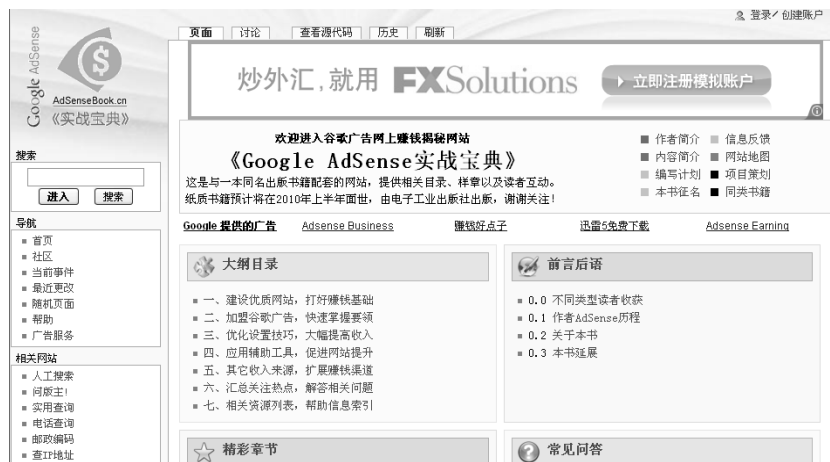 登录/创建账户
页面 讨论 查看源代码 历史 刷新
Google AdSense
AdSenseBook.cn
《实战宝典》
炒外汇,就用 FXSolutions 立即注册模拟账户
搜索
进入 搜索
欢迎进入谷歌广告网上赚钱揭秘网站
《Google AdSense实战宝典》
这是与一本同名出版书籍配套的网站，提供相关目录、样章以及读者互动。
纸质书籍预计将在2010年上半年面世，由电子工业出版社出版，谢谢关注！
作者简介 信息反馈
内容简介 网站地图
编写计划 项目策划
本书征名 同类书籍
导航
首页
社区
当前事件
最近更改
随机页面
帮助
广告服务
Google 提供的广告 Adsense Business 赚钱好点子 迅雷5免费下载 Adsense Earning
大纲目录
一、建设优质网站，打好赚钱基础
二、加盟谷歌广告，快速掌握要领
三、优化设置技巧，大幅提高收入
四、应用辅助工具，促进网站提升
五、其它收入来源，扩展赚钱渠道
六、汇总关注热点，解答相关问题
七、相关资源列表，帮助信息索引
前言后语
0.0 不同类型读者收获
0.1 作者AdSense历程
0.2 关于本书
0.3 本书延展
相关网站
人工搜索
问版主!
实用查询
电话查询
邮政编码
查IP地址
精彩章节
常见问答